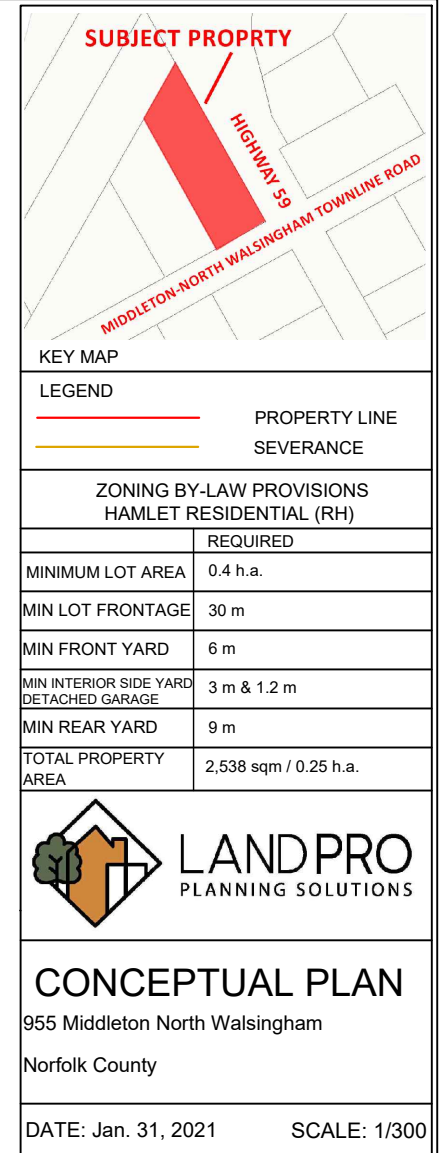 SUBJECT PROPRTY
HIGHWAY 59
MIDDLETON-NORTH WALSINGHAM TOWNLINE ROAD
KEY MAP
LEGEND
PROPERTY LINE
SEVERANCE
ZONING BY-LAW PROVISIONS
HAMLET RESIDENTIAL (RH)
REQUIRED
MINIMUM LOT AREA 0.4 h.a.
MIN LOT FRONTAGE 30 m
MIN FRONT YARD 6 m
MIN INTERIOR SIDE YARD
DETACHED GARAGE 3 m & 1.2 m
MIN REAR YARD 9 m
TOTAL PROPERTY
AREA 2,538 sqm / 0.25 h.a.
LANDPRO
PLANNING SOLUTIONS
CONCEPTUAL PLAN
955 Middleton North Walsingham
Norfolk County
DATE: Jan. 31, 2021 SCALE: 1/300